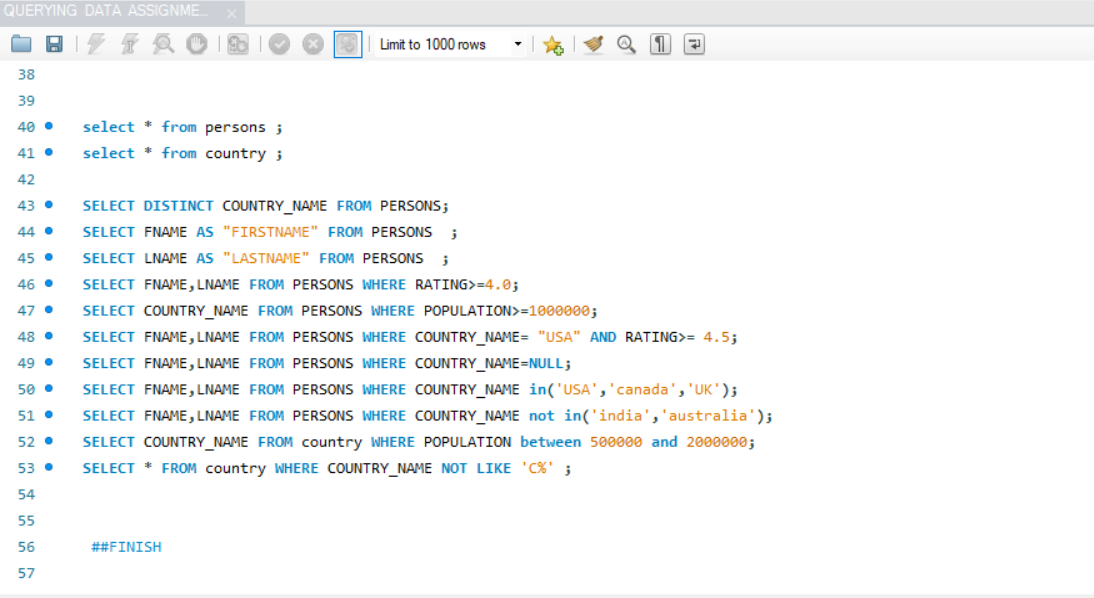 QUERYING DATA ASSIGNME...
Limit to 1000 rows
38
39
40 select * from persons ;
41 select * from country ;
42
43 SELECT DISTINCT COUNTRY_NAME FROM PERSONS;
44 SELECT FNAME AS "FIRSTNAME" FROM PERSONS  ;
45 SELECT LNAME AS "LASTNAME" FROM PERSONS  ;
46 SELECT FNAME,LNAME FROM PERSONS WHERE RATING>=4.0;
47 SELECT COUNTRY_NAME FROM PERSONS WHERE POPULATION>=1000000;
48 SELECT FNAME,LNAME FROM PERSONS WHERE COUNTRY_NAME= "USA" AND RATING>= 4.5;
49 SELECT FNAME,LNAME FROM PERSONS WHERE COUNTRY_NAME=NULL;
50 SELECT FNAME,LNAME FROM PERSONS WHERE COUNTRY_NAME in('USA','canada','UK');
51 SELECT FNAME,LNAME FROM PERSONS WHERE COUNTRY_NAME not in('india','australia');
52 SELECT COUNTRY_NAME FROM country WHERE POPULATION between 500000 and 2000000;
53 SELECT * FROM country WHERE COUNTRY_NAME NOT LIKE 'C%' ;
54
55
56 ##FINISH
57